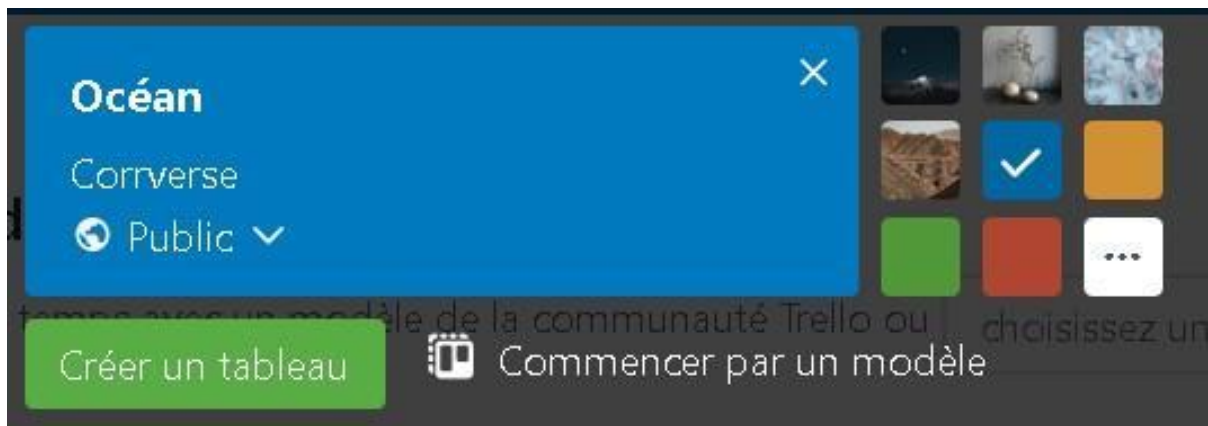 Océan
Corrverse
Public
temps avec un modèle de la communauté Trello ou
choisissez un
Créer un tableau
Commencer par un modèle